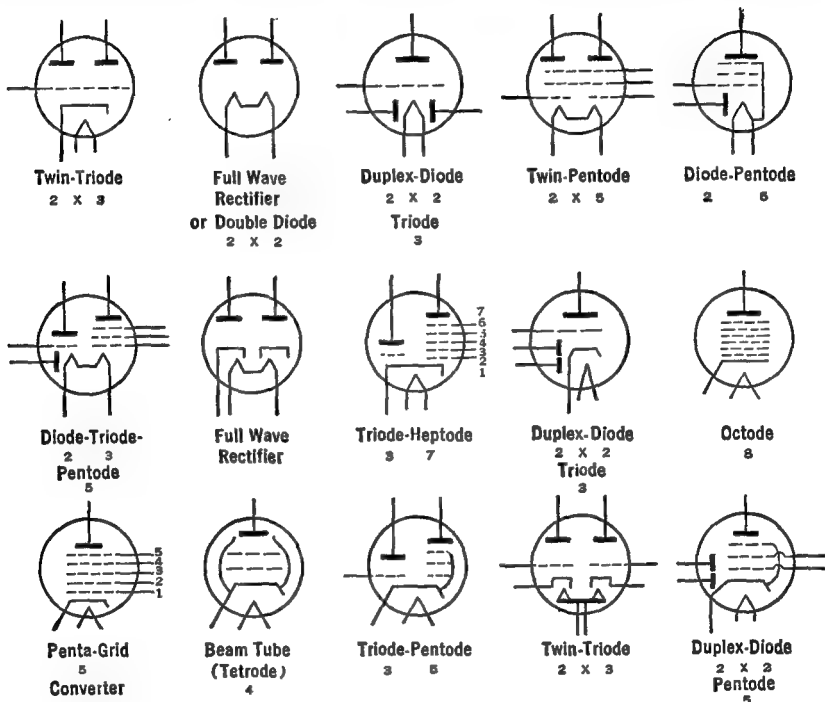 Twin-Triode
2 X 3
Full Wave
Rectifier
or Double Diode
2 X 2
Duplex-Diode
2 X 2
Triode
3
Twin-Pentode
2 X 5
Diode-Pentode
2 5
Diode-Triode-
2 3
Pentode
5
Full Wave
Rectifier
7
6
5
4
3
2
1
Triode-Heptode
3 7
Duplex-Diode
2 X 2
Triode
3
Octode
8
5
4
3
2
1
Penta-Grid
5
Converter
Beam Tube
(Tetrode)
4
Triode-Pentode
3 5
Twin-Triode
2 X 3
Duplex-Diode
2 X 2
Pentode
5